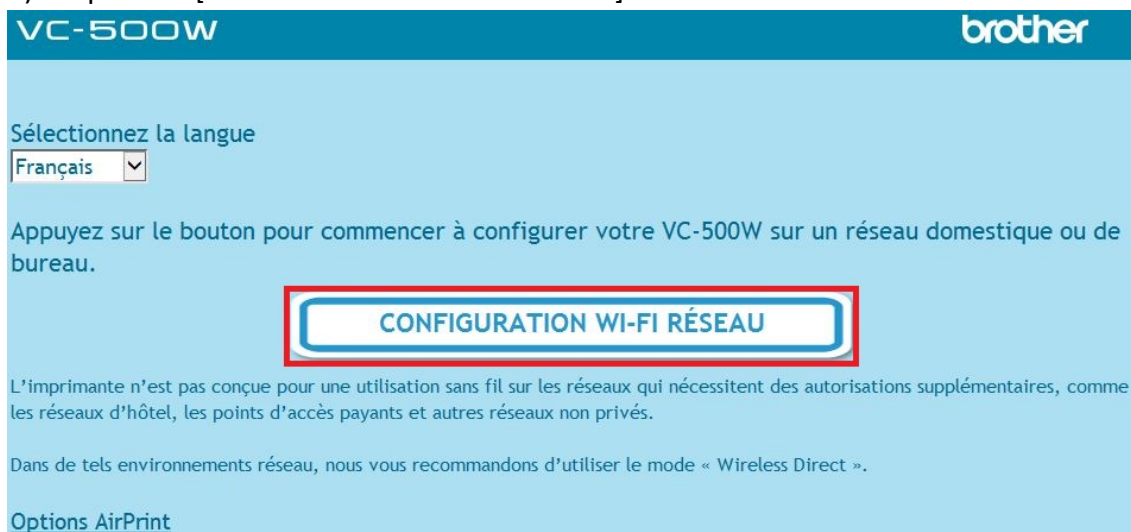 VC-500W brother
Sélectionnez la langue
Français
Appuyez sur le bouton pour commencer à configurer votre VC-500W sur un réseau domestique ou de
bureau.
CONFIGURATION WI-FI RÉSEAU
L'imprimante n'est pas conçue pour une utilisation sans fil sur les réseaux qui nécessitent des autorisations supplémentaires, comme
les réseaux d'hôtel, les points d'accès payants et autres réseaux non privés.
Dans de tels environnements réseau, nous vous recommandons d'utiliser le mode « Wireless Direct ».
Options AirPrint